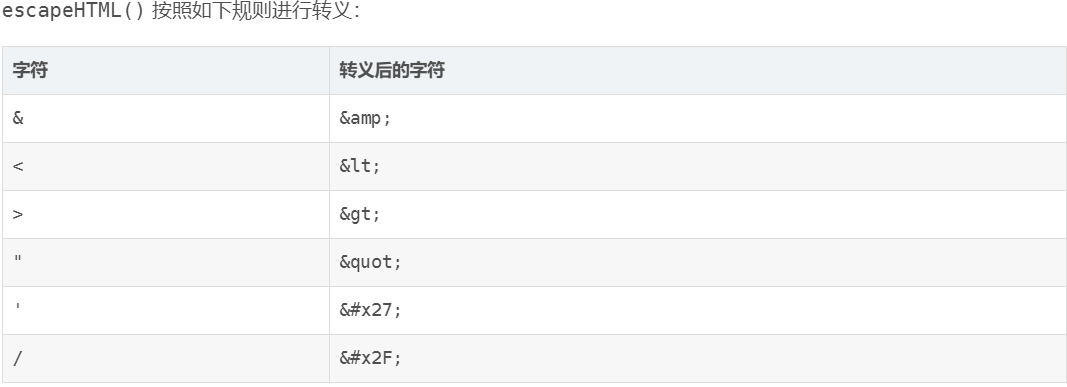 escapeHTML() 按照如下规则进行转义：
字符 转义后的字符
& &amp;
< &lt;
> &gt;
" &quot;
' &#x27;
/ &#x2F;